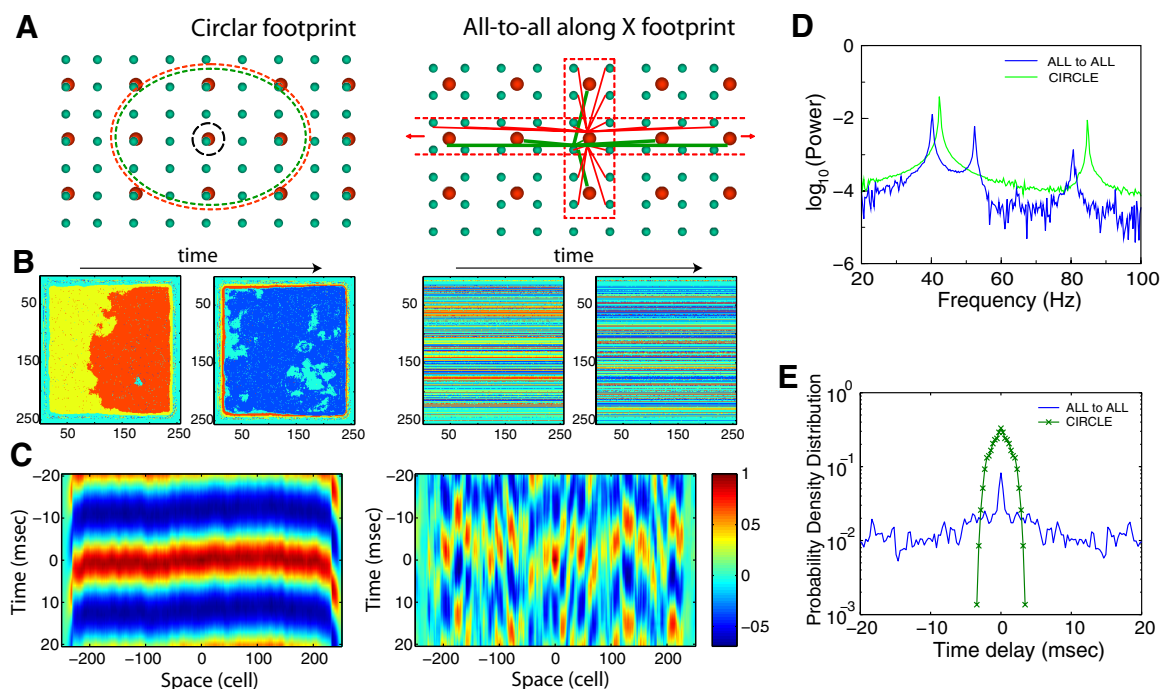 A
Circlar footprint
All-to-all along X footprint
B
time
50
150
250
50
150
250
50
150
250
time
50
150
250
50
150
250
50
150
250
C
-20
-10
0
10
20
Time (msec)
-200
-100
0
100
200
Space (cell)
-20
-10
0
10
20
Time (msec)
-200
-100
0
100
200
Space (cell)
1
05
0
-05
D
0
-2
-4
-6
log10 (Power)
ALL to ALL
CIRCLE
20
40
60
80
100
Frequency (Hz)
E
10^0
10^-1
10^-2
10^-3
Probability Density Distribution
ALL to ALL
CIRCLE
-20
-10
0
10
20
Time delay (msec)